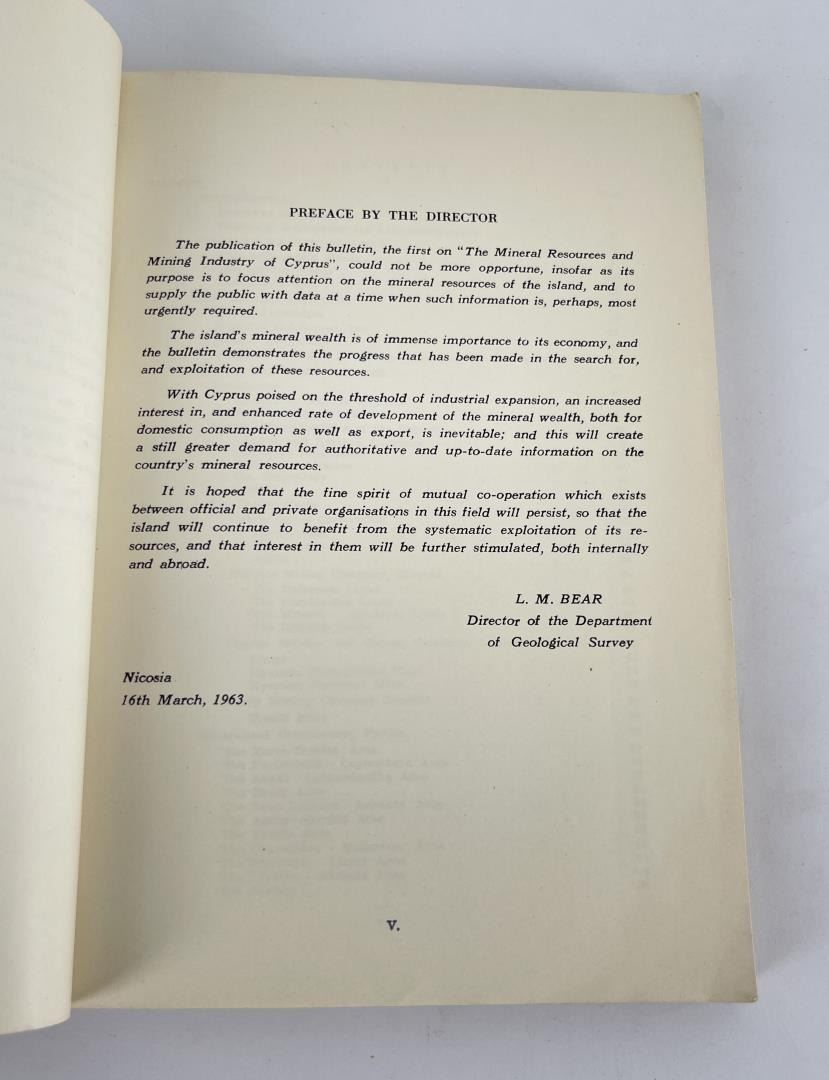 PREFACE BY THE DIRECTOR
The publication of this bulletin, the first on "The Mineral Resources and
Mining Industry of Cyprus", could not be more opportune, insofar as its
purpose is to focus attention on the mineral resources of the island, and to
supply the public with data at a time when such information is, perhaps, most
urgently required.
The island's mineral wealth is of immense importance to its economy, and
the bulletin demonstrates the progress that has been made in the search for,
and exploitation of these resources.
With Cyprus poised on the threshold of industrial expansion, an increased
interest in, and enhanced rate of development of the mineral wealth, both for
domestic consumption as well as export, is inevitable; and this will create
a still greater demand for authoritative and up-to-date information on the
country's mineral resources.
It is hoped that the fine spirit of mutual co-operation which exists
between official and private organisations in this field will persist, so that the
island will continue to benefit from the systematic exploitation of its re-
sources, and that interest in them will be further stimulated, both internally
and abroad.
L. M. BEAR
Director of the Department
of Geological Survey
Nicosia
16th March, 1963.
V.